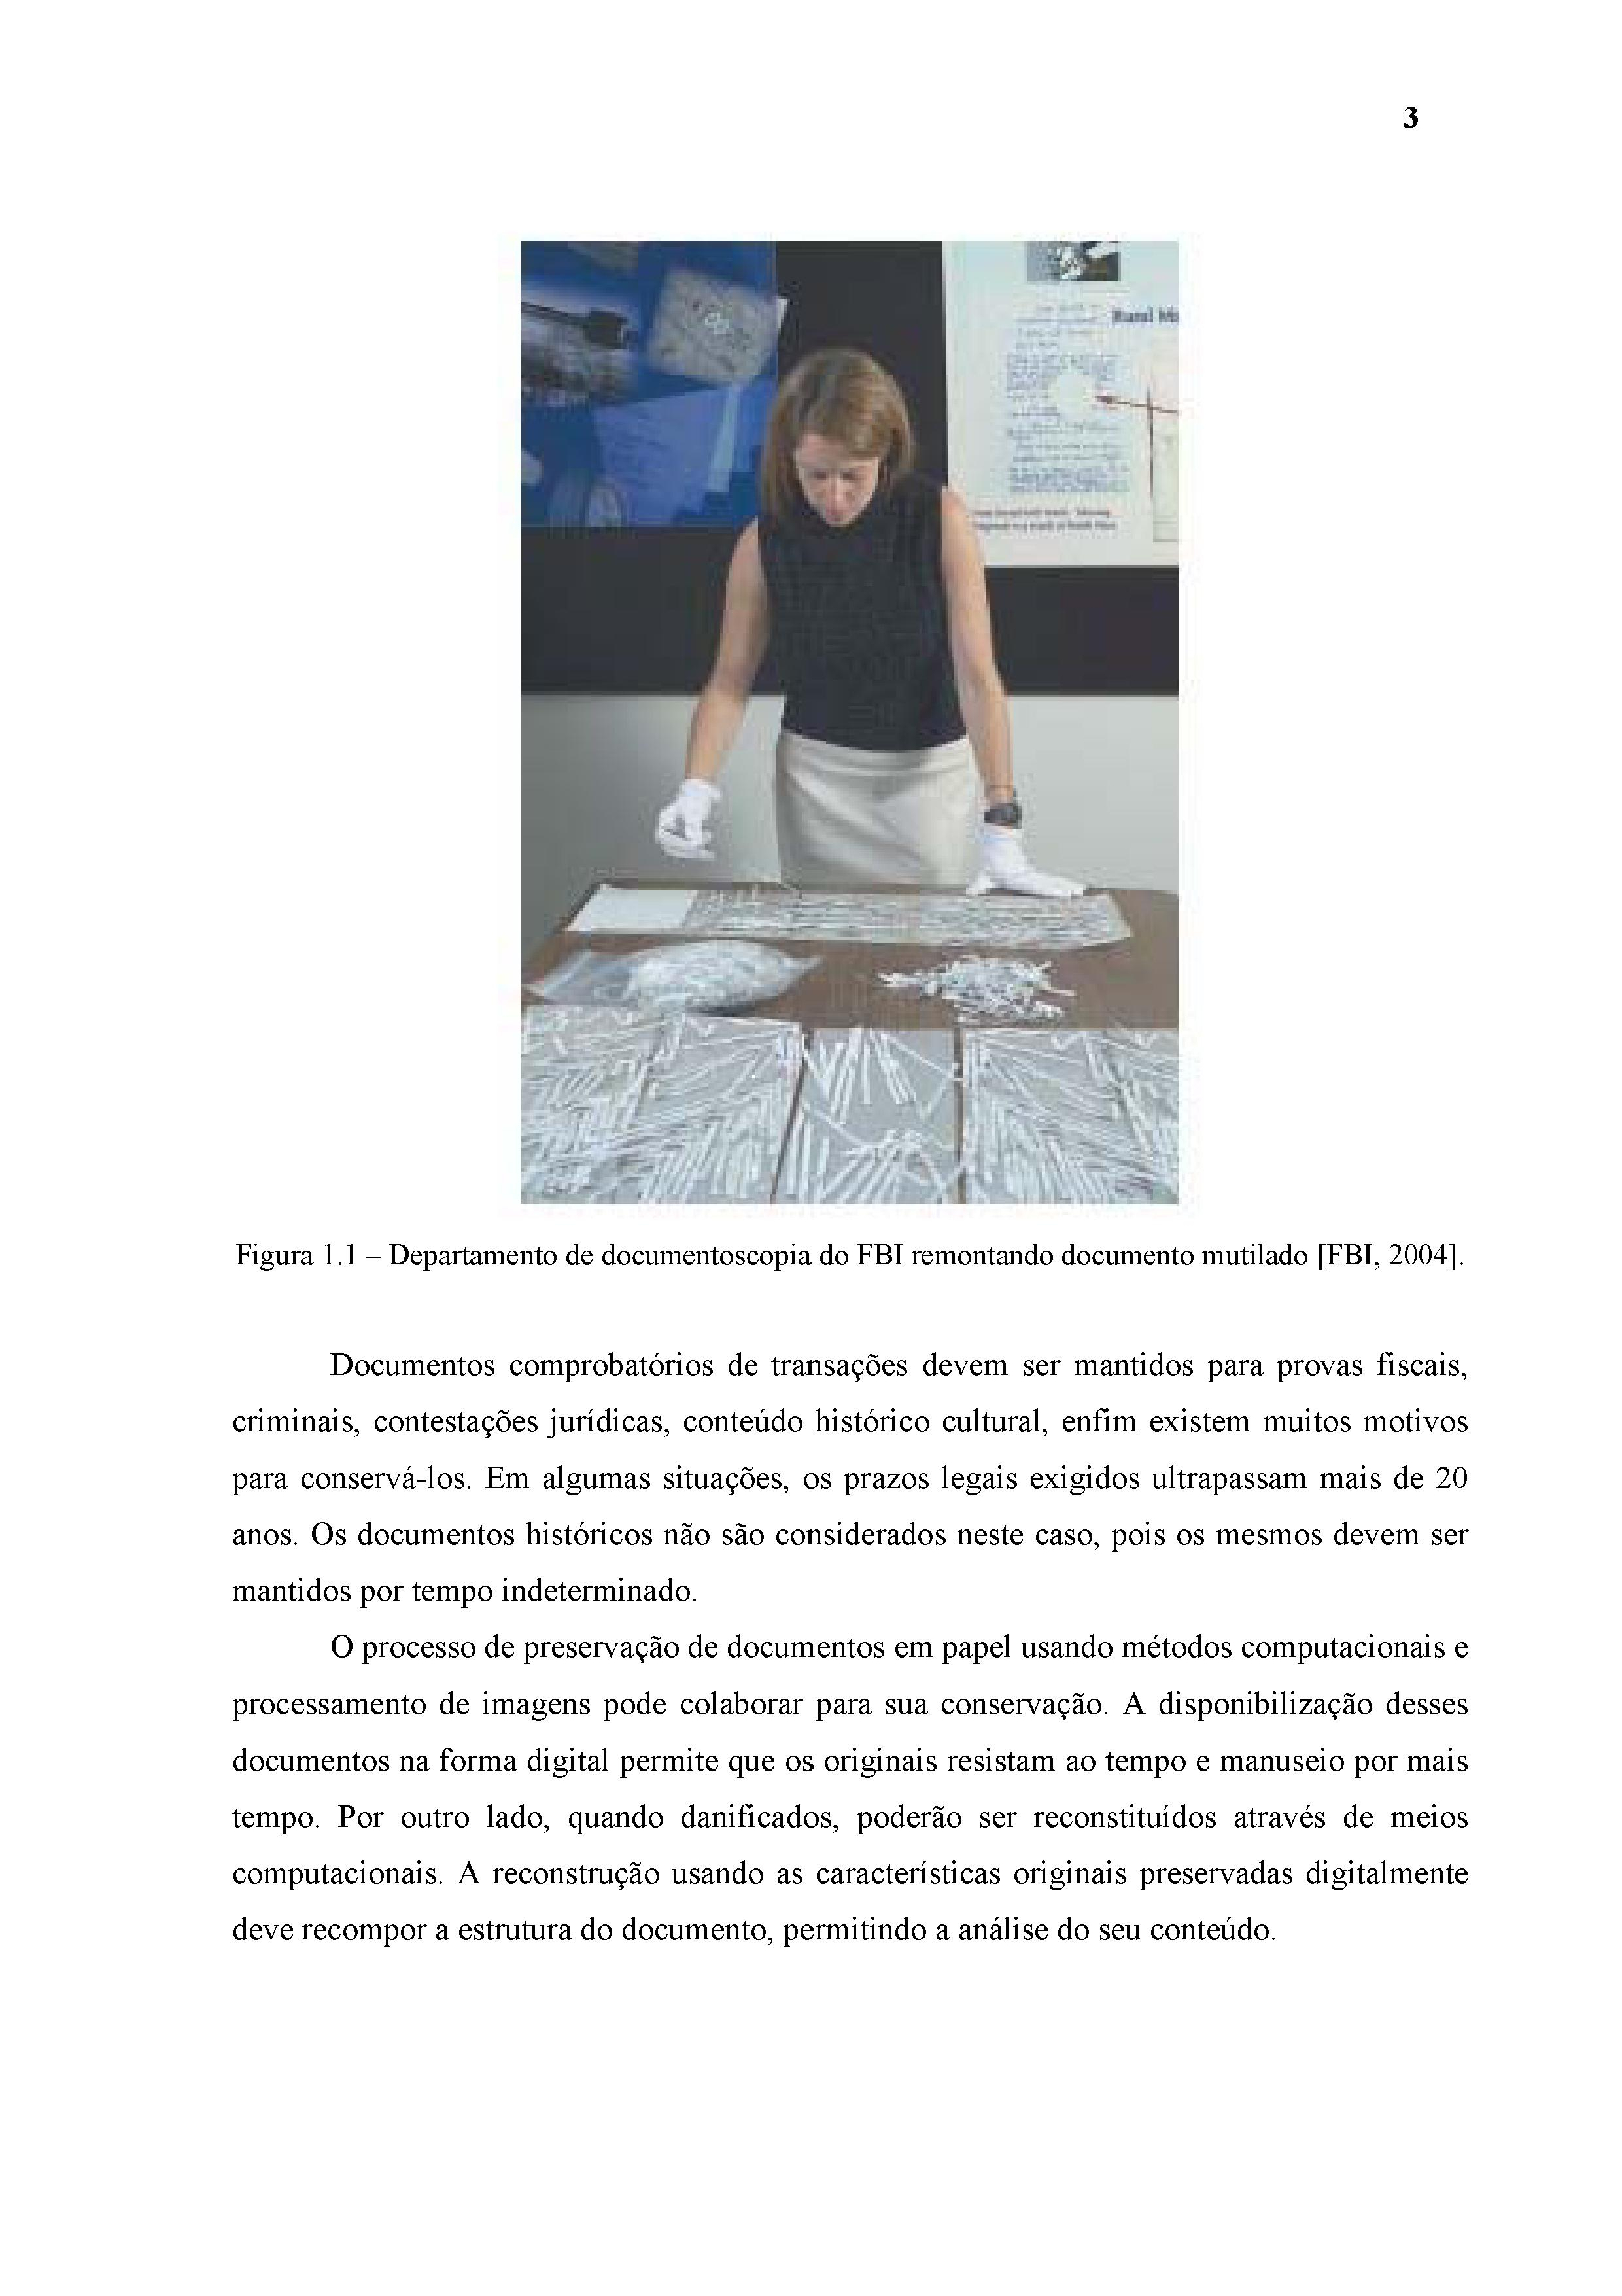 3
Rural
Figura 1.1 – Departamento de documentoscopia do FBI remontando documento mutilado [FBI, 2004].
Documentos comprobatórios de transações devem ser mantidos para provas fiscais,
criminais, contestações jurídicas, conteúdo histórico cultural, enfim existem muitos motivos
para conservá-los. Em algumas situações, os prazos legais exigidos ultrapassam mais de 20
anos. Os documentos históricos não são considerados neste caso, pois os mesmos devem ser
mantidos por tempo indeterminado.
O processo de preservação de documentos em papel usando métodos computacionais e
processamento de imagens pode colaborar para sua conservação. A disponibilização desses
documentos na forma digital permite que os originais resistam ao tempo e manuseio por mais
tempo. Por outro lado, quando danificados, poderão ser reconstituídos através de meios
computacionais. A reconstrução usando as características originais preservadas digitalmente
deve recompor a estrutura do documento, permitindo a análise do seu conteúdo.